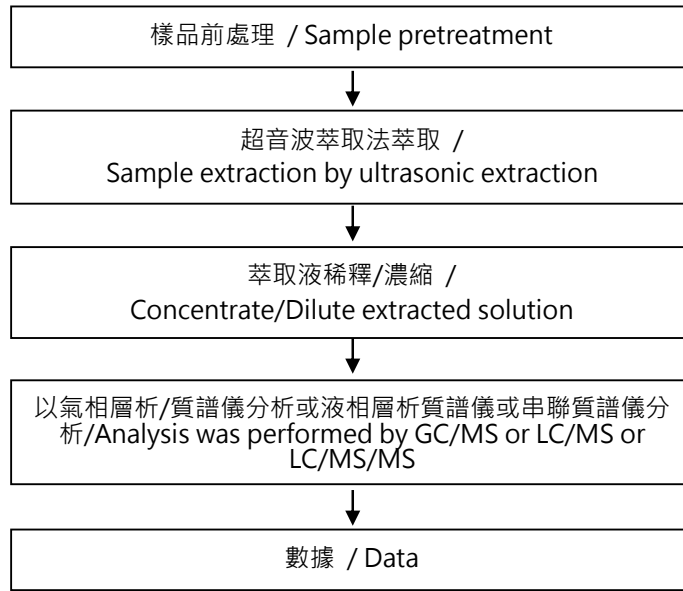 樣品前處理 / Sample pretreatment
超音波萃取法萃取 /
Sample extraction by ultrasonic extraction
萃取液稀釋/濃縮 /
Concentrate/Dilute extracted solution
以氣相層析/質譜儀分析或液相層析質譜儀或串聯質譜儀分
析/Analysis was performed by GC/MS or LC/MS or
LC/MS/MS
數據 / Data